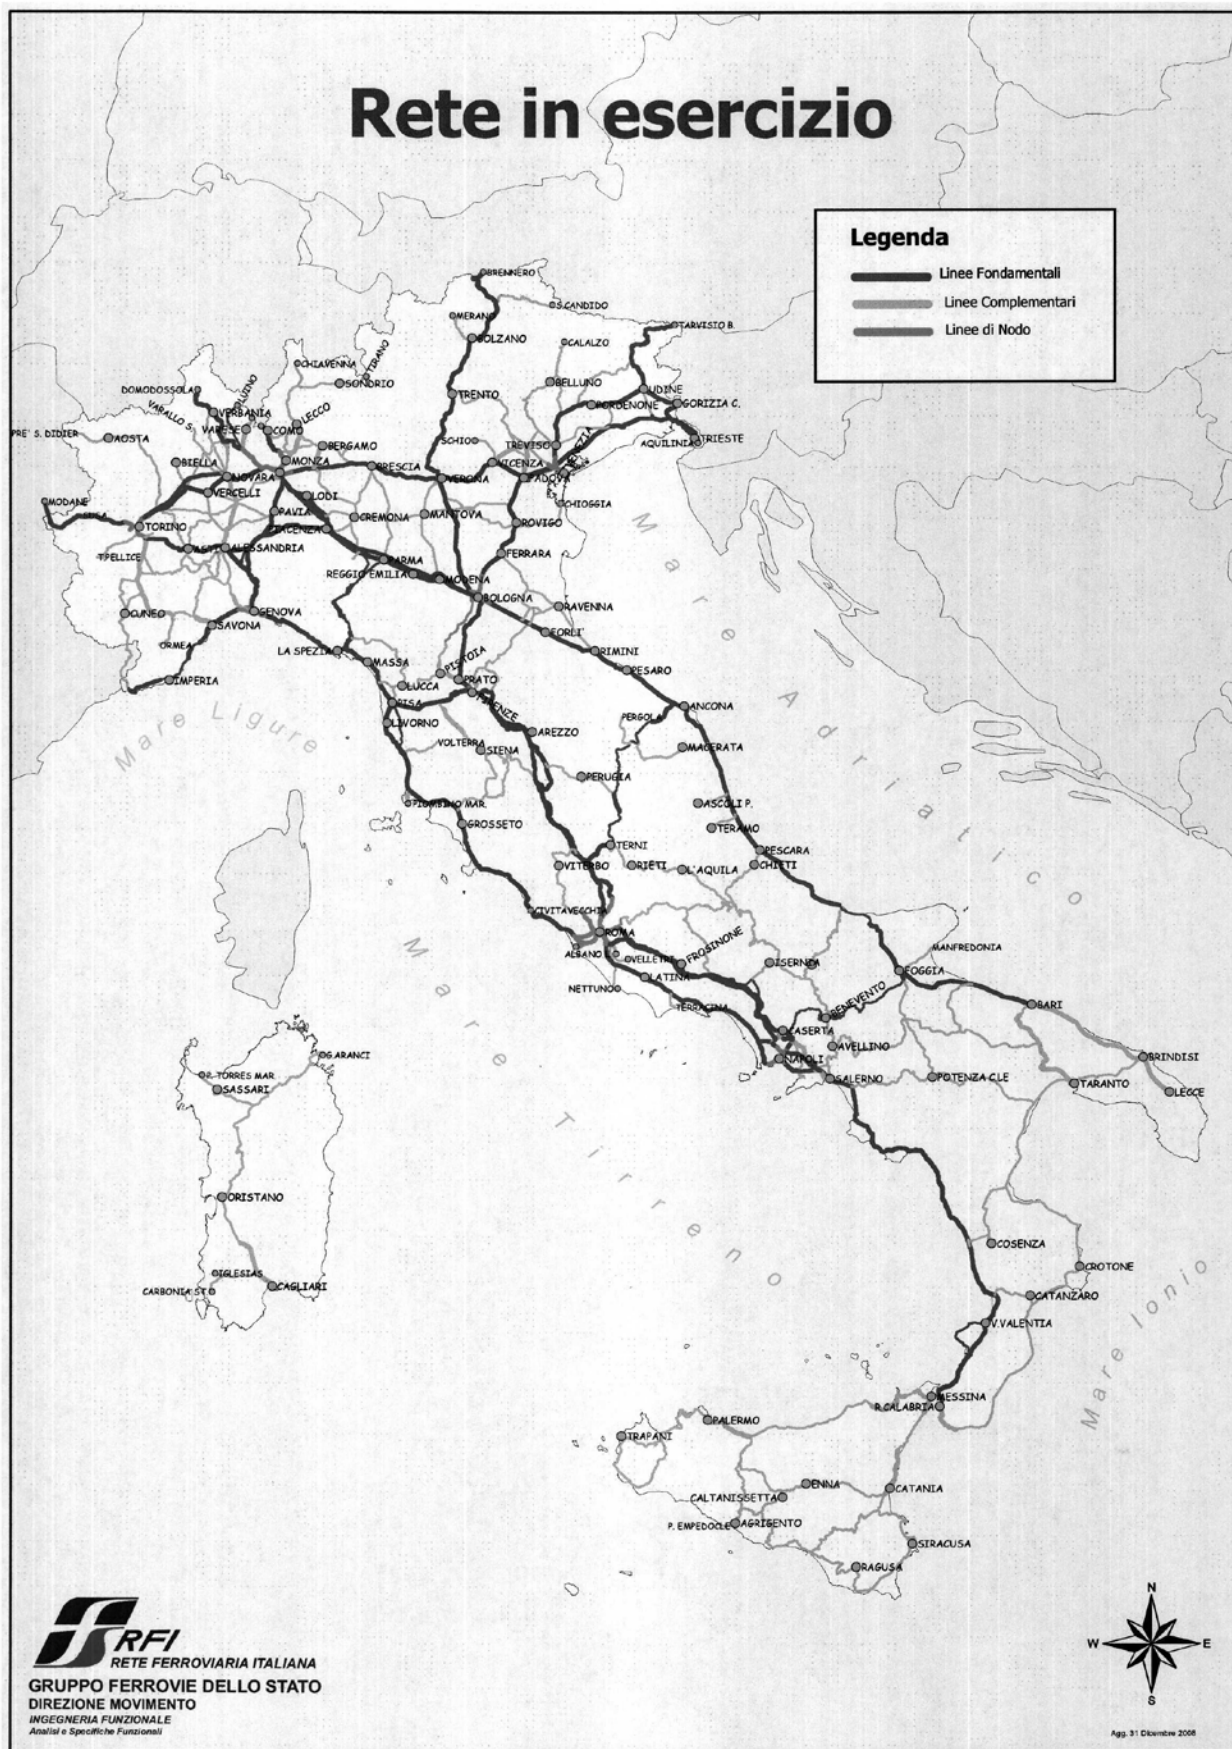 Rete in esercizio
Legenda
Linee Fondamentali
Linee Complementari
Linee di Nodo
BRENNERO
S.CANDIDO
MERANO
TARVISIO B.
BOLZANO
CALALZO
CHIAVENNA
TIRANO
SONDRIO
BELLUNO
UDINE
DOMODOSSOLA
LUINO
TRENTO
PORDENONE
GORIZIA C.
VERBANIA
VARALLO S.
VARESE
COMO
LECCO
PRE' S. DIDIER
AOSTA
BERGAMO
SCHIO
TREVISO
VENEZIA
AQUILINIA
TRIESTE
BIELLA
MONZA
BRESCIA
VICENZA
NOVARA
VERONA
PADOVA
VERCELLI
LODI
MODANE
SUSA
PAVIA
CREMONA
MANTOVA
CHIOGGIA
TORINO
PIACENZA
ROVIGO
T.PELLICE
ASTI
ALESSANDRIA
FERRARA
PARMA
REGGIO EMILIA
MODENA
BOLOGNA
CUNEO
GENOVA
RAVENNA
SAVONA
FORLI'
ORMEA
LA SPEZIA
RIMINI
MASSA
PISTOIA
PESARO
IMPERIA
LUCCA
PRATO
FIRENZE
PISA
ANCONA
PERGOLA
LIVORNO
AREZZO
VOLTERRA
SIENA
MACERATA
PERUGIA
PIOMBINO MAR.
ASCOLI P.
GROSSETO
TERAMO
TERNI
PESCARA
VITERBO
RIETI
L'AQUILA
CHIETI
CIVITAVECCHIA
ROMA
ALBANO L.
VELLETRI
FROSINONE
ISERNIA
MANFREDONIA
FOGGIA
LATINA
NETTUNO
TERRACINA
BARI
BENEVENTO
CASERTA
AVELLINO
NAPOLI
SALERNO
POTENZA C.LE
BRINDISI
TARANTO
LECCE
G.ARANCI
P. TORRES MAR.
SASSARI
ORISTANO
IGLESIAS
CARBONIA ST.
CAGLIARI
COSENZA
CROTONE
CATANZARO
V.VALENTIA
MESSINA
R.CALABRIA
PALERMO
TRAPANI
ENNA
CATANIA
CALTANISSETTA
P. EMPEDOCLE
AGRIGENTO
SIRACUSA
RAGUSA
Mare Ligure
Mare Adriatico
Mare Tirreno
Mare Ionio
RFI
RETE FERROVIARIA ITALIANA
GRUPPO FERROVIE DELLO STATO
DIREZIONE MOVIMENTO
INGEGNERIA FUNZIONALE
Analisi e Specifiche Funzionali
N
W
E
S